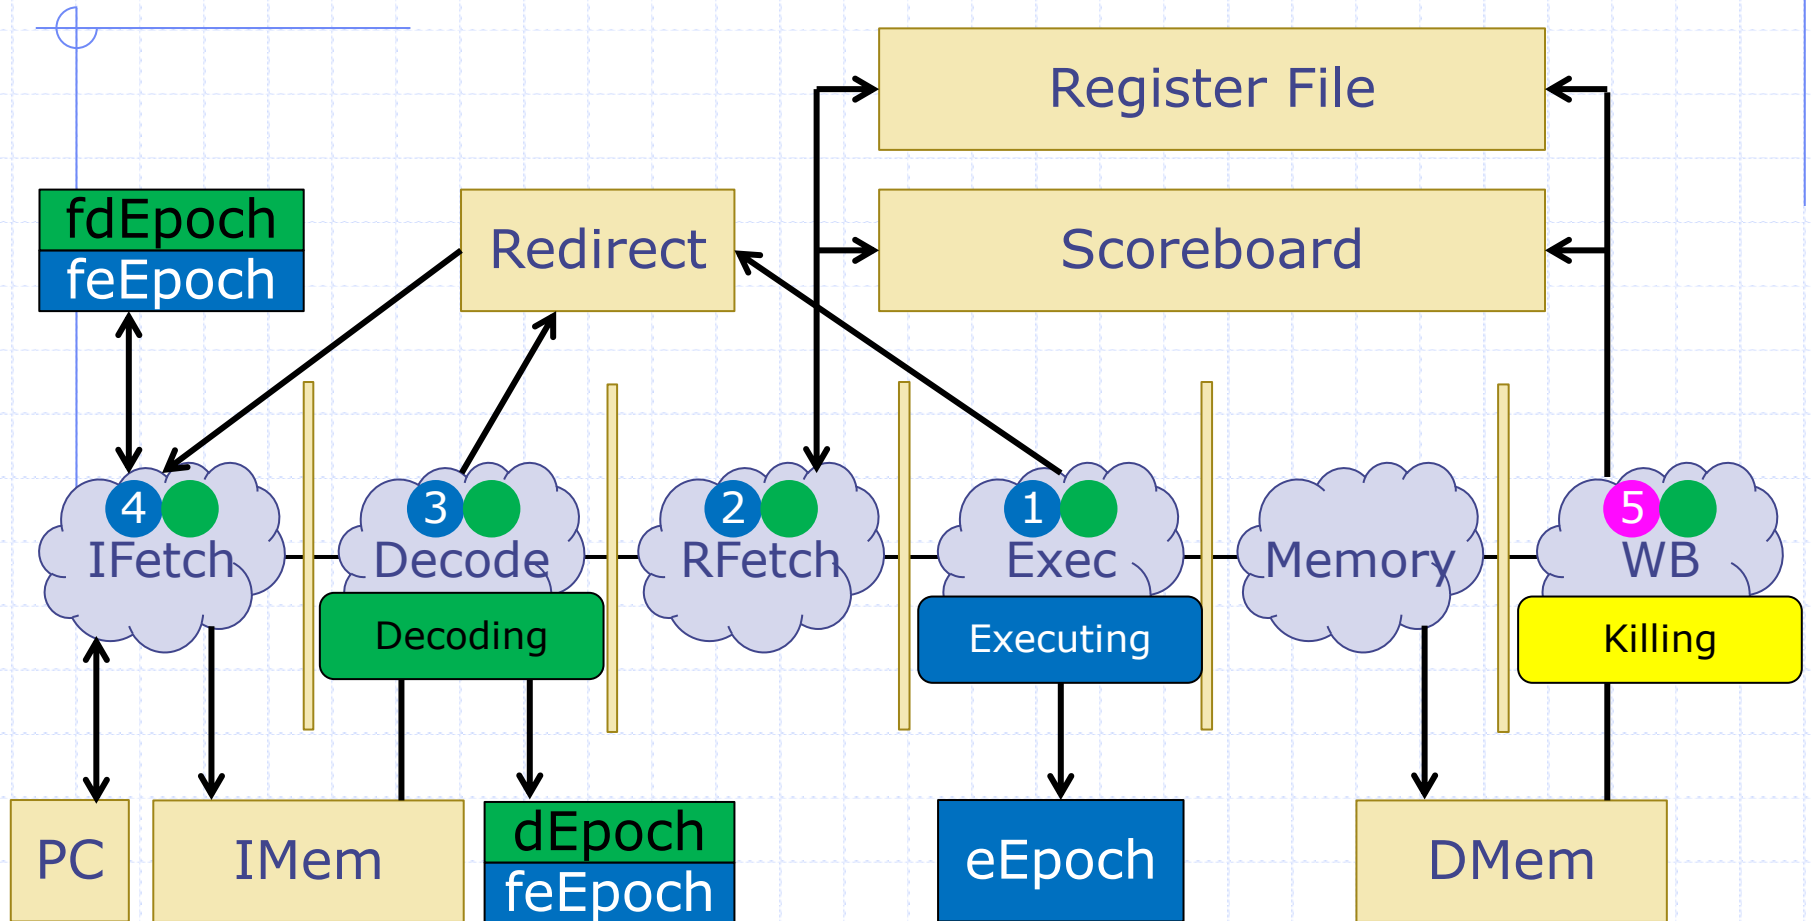 Register File
fdEpoch
Redirect
Scoreboard
feEpoch
4
3
2
1
5
IFetch
Decode
RFetch
Exec
Memory
WB
Decoding
Executing
Killing
PC
IMem
dEpoch
feEpoch
eEpoch
DMem